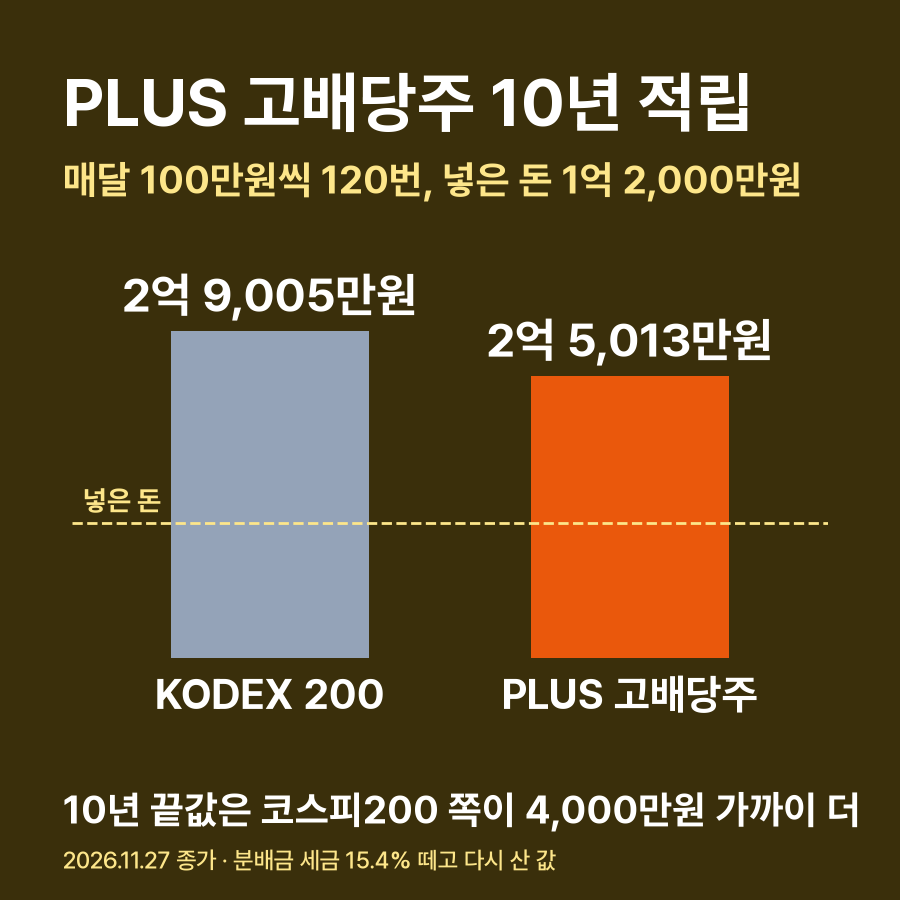 PLUS 고배당주 10년 적립
매달 100만원씩 120번, 넣은 돈 1억 2,000만원
2억 9,005만원
2억 5,013만원
넣은 돈
KODEX 200
PLUS 고배당주
10년 끝값은 코스피200 쪽이 4,000만원 가까이 더
2026.11.27 종가 · 분배금 세금 15.4% 떼고 다시 산 값